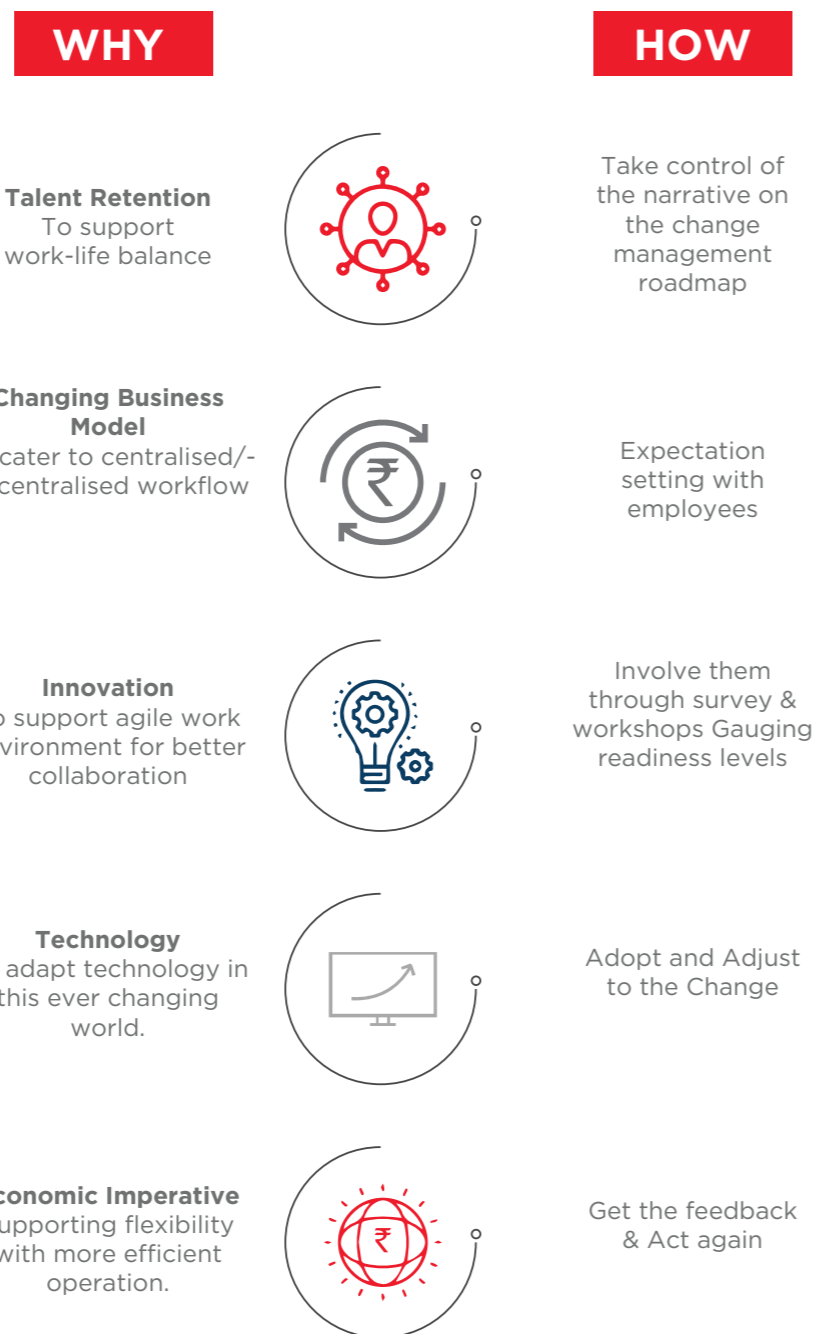 WHY
HOW
Talent Retention
To support
work-life balance
Take control of
the narrative on
the change
management
roadmap
Changing Business
Model
cater to centralised/-
centralised workflow
₹
Expectation
setting with
employees
Innovation
support agile work
vironment for better
collaboration
Involve them
through survey &
workshops Gauging
readiness levels
Technology
adapt technology in
this ever changing
world.
Adopt and Adjust
to the Change
conomic Imperative
upporting flexibility
with more efficient
operation.
₹
Get the feedback
& Act again